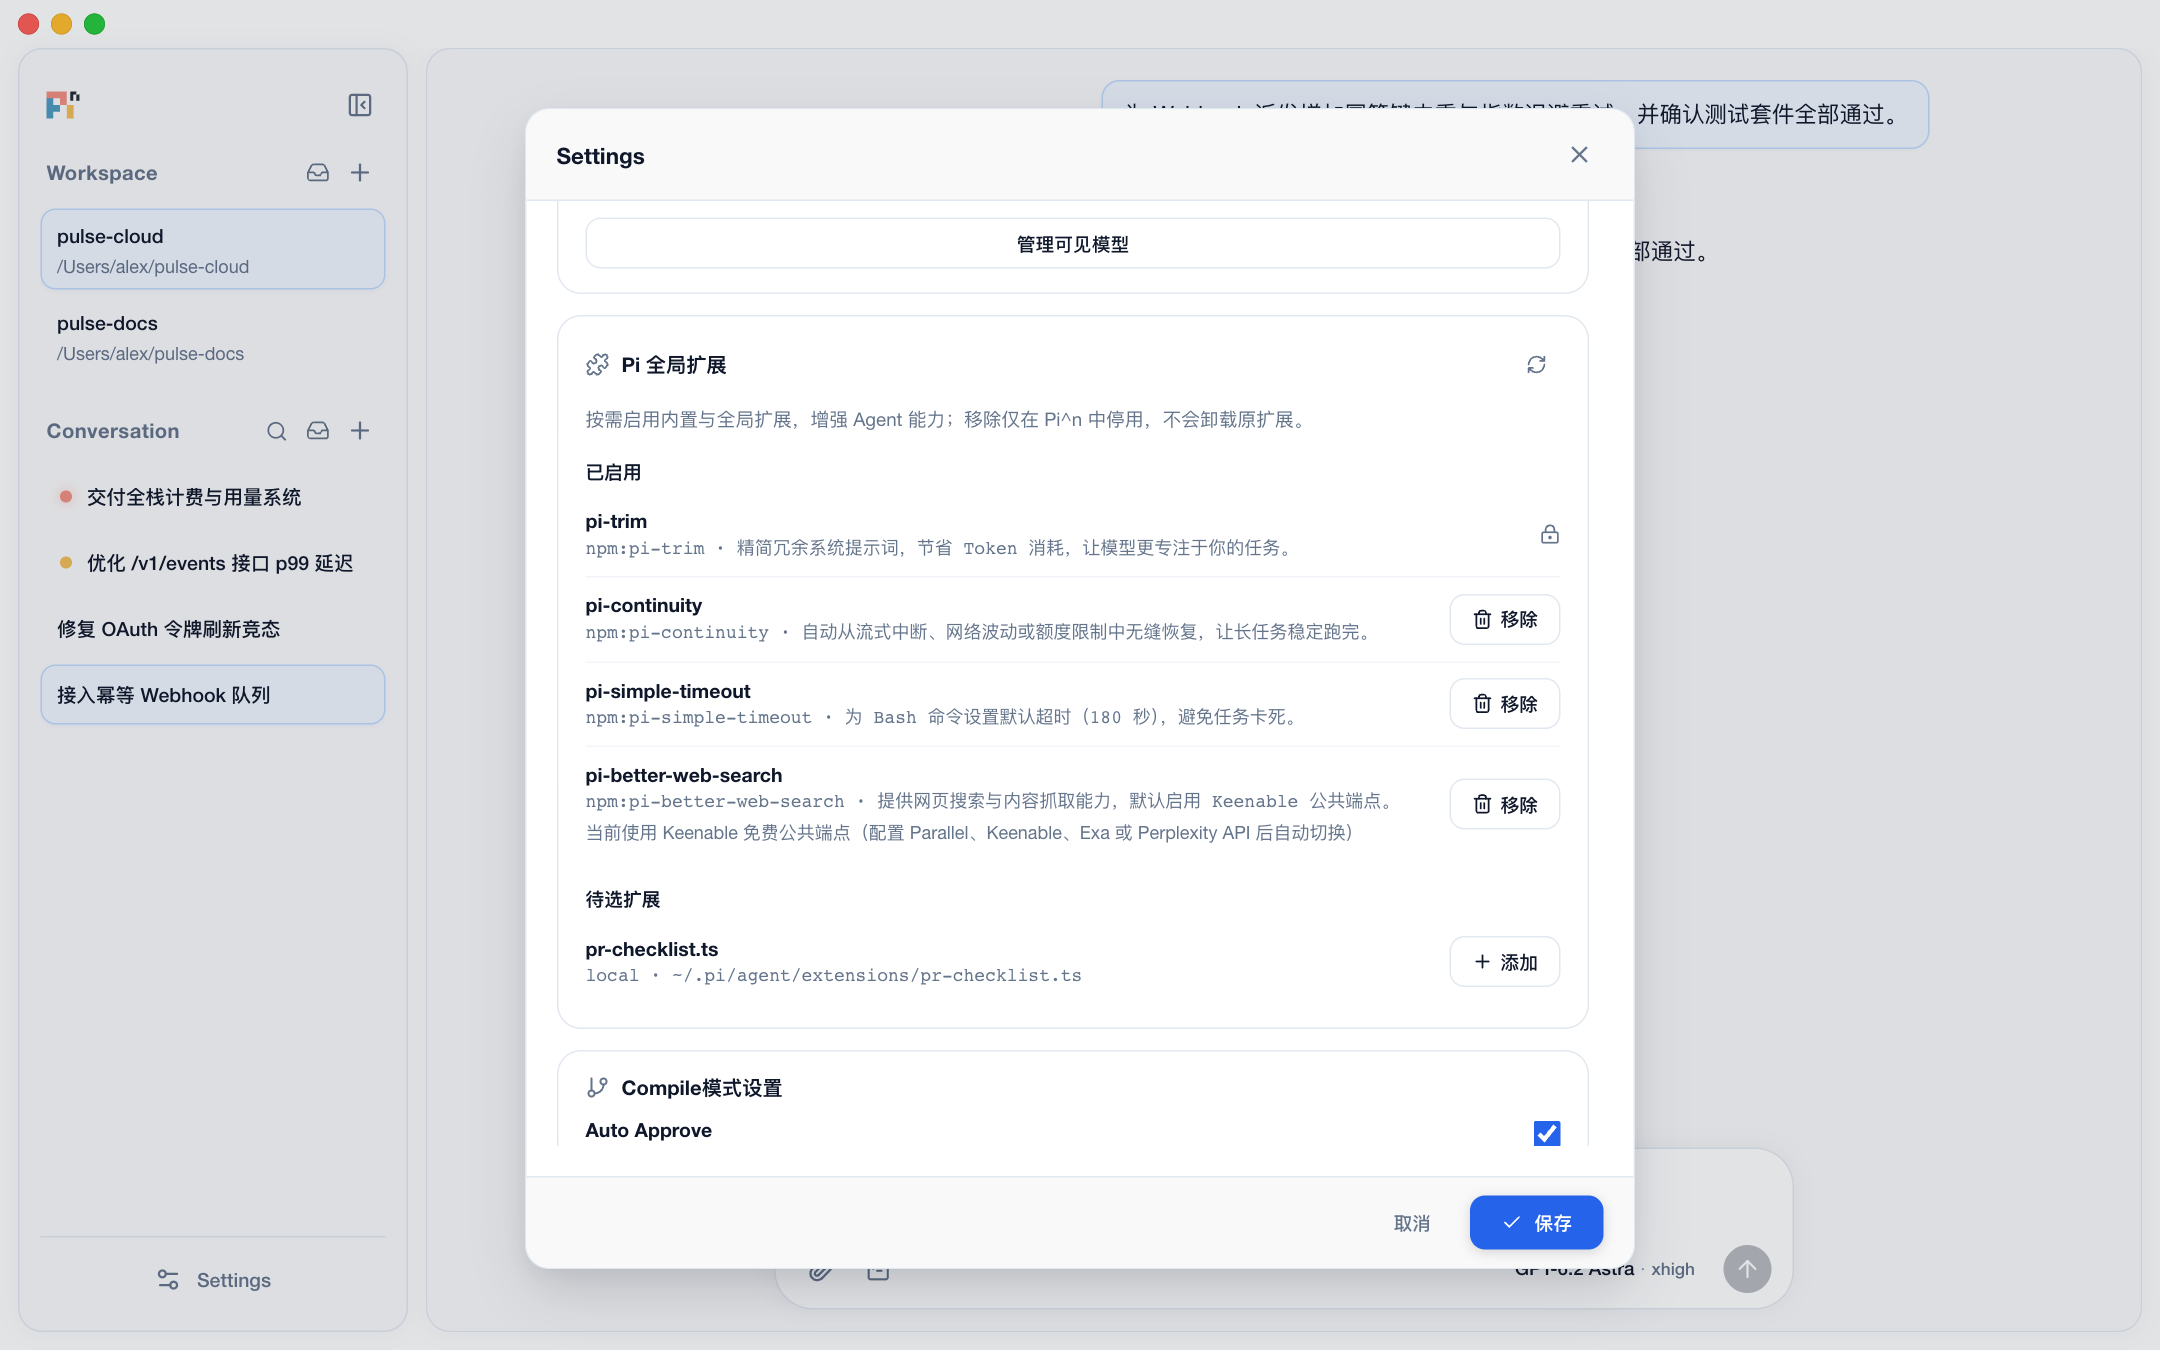 Workspace
pulse-cloud
/Users/alex/pulse-cloud
pulse-docs
/Users/alex/pulse-docs
Conversation
交付全栈计费与用量系统
优化 /v1/events 接口 p99 延迟
修复 OAuth 令牌刷新竞态
接入幂等 Webhook 队列
Settings
并确认测试套件全部通过。
部通过。
Settings
管理可见模型
Pi 全局扩展
按需启用内置与全局扩展，增强 Agent 能力；移除仅在 Pi^n 中停用，不会卸载原扩展。
已启用
pi-trim
npm:pi-trim · 精简冗余系统提示词，节省 Token 消耗，让模型更专注于你的任务。
pi-continuity
npm:pi-continuity · 自动从流式中断、网络波动或额度限制中无缝恢复，让长任务稳定跑完。
移除
pi-simple-timeout
npm:pi-simple-timeout · 为 Bash 命令设置默认超时（180 秒），避免任务卡死。
移除
pi-better-web-search
npm:pi-better-web-search · 提供网页搜索与内容抓取能力，默认启用 Keenable 公共端点。
当前使用 Keenable 免费公共端点（配置 Parallel、Keenable、Exa 或 Perplexity API 后自动切换）
移除
待选扩展
pr-checklist.ts
local · ~/.pi/agent/extensions/pr-checklist.ts
添加
Compile模式设置
Auto Approve
取消
保存
Astra · xhigh